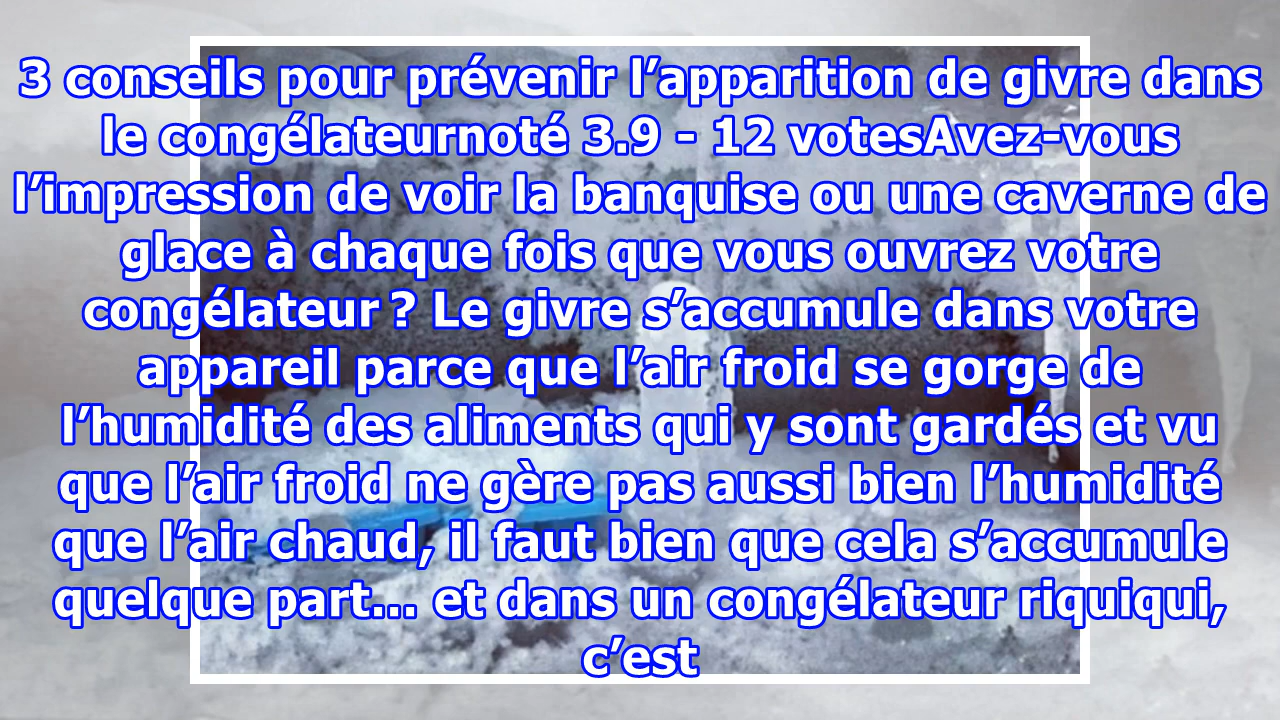 3 conseils pour prévenir l’apparition de givre dans
le congélateurnoté 3.9 - 12 votesAvez-vous
l’impression de voir la banquise ou une caverne de
glace à chaque fois que vous ouvrez votre
congélateur ? Le givre s’accumule dans votre
appareil parce que l’air froid se gorge de
l’humidité des aliments qui y sont gardés et vu
que l’air froid ne gère pas aussi bien l’humidité
que l’air chaud, il faut bien que cela s’accumule
quelque part... et dans un congélateur riquiqui,
c’est